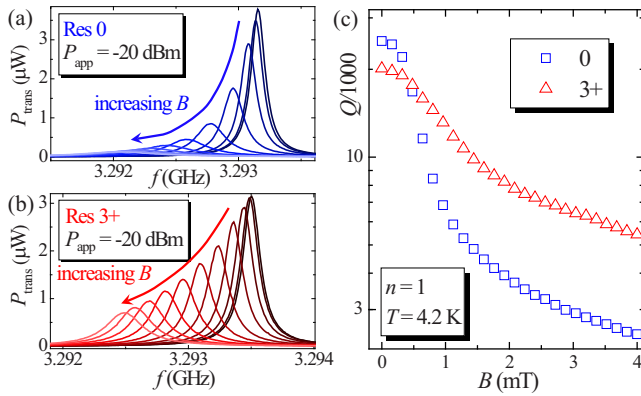 (a)
Res 0
P_app = -20 dBm
increasing B
P_trans (μW)
3
2
1
0
3.292
3.293
f (GHz)
(b)
Res 3+
P_app = -20 dBm
increasing B
P_trans (μW)
3
2
1
0
3.292
3.293
3.294
f (GHz)
(c)
0
3+
Q/1000
10
3
n = 1
T = 4.2 K
0
1
2
3
4
B (mT)